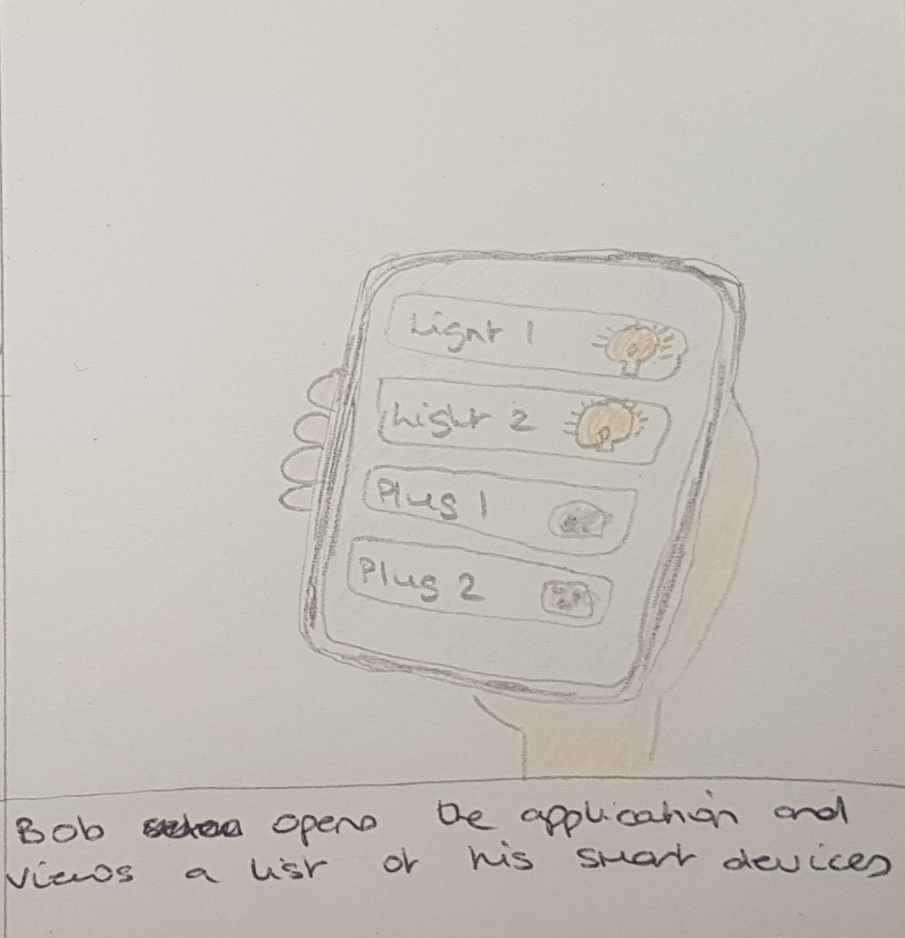 Light 1
Light 2
Plug 1
Plug 2
Bob opens the application and
views a list of his smart devices